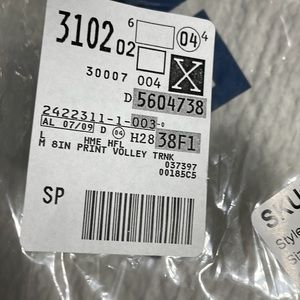 6 04 4
3102 02
30007 004 X
D 5604738
2422311-1-003-0
AL 07/09 D 04 H28 38F1
L HME HFL
M 8IN PRINT VOLLEY TRNK
037397
00185C5
SP
SKU
Style
Si